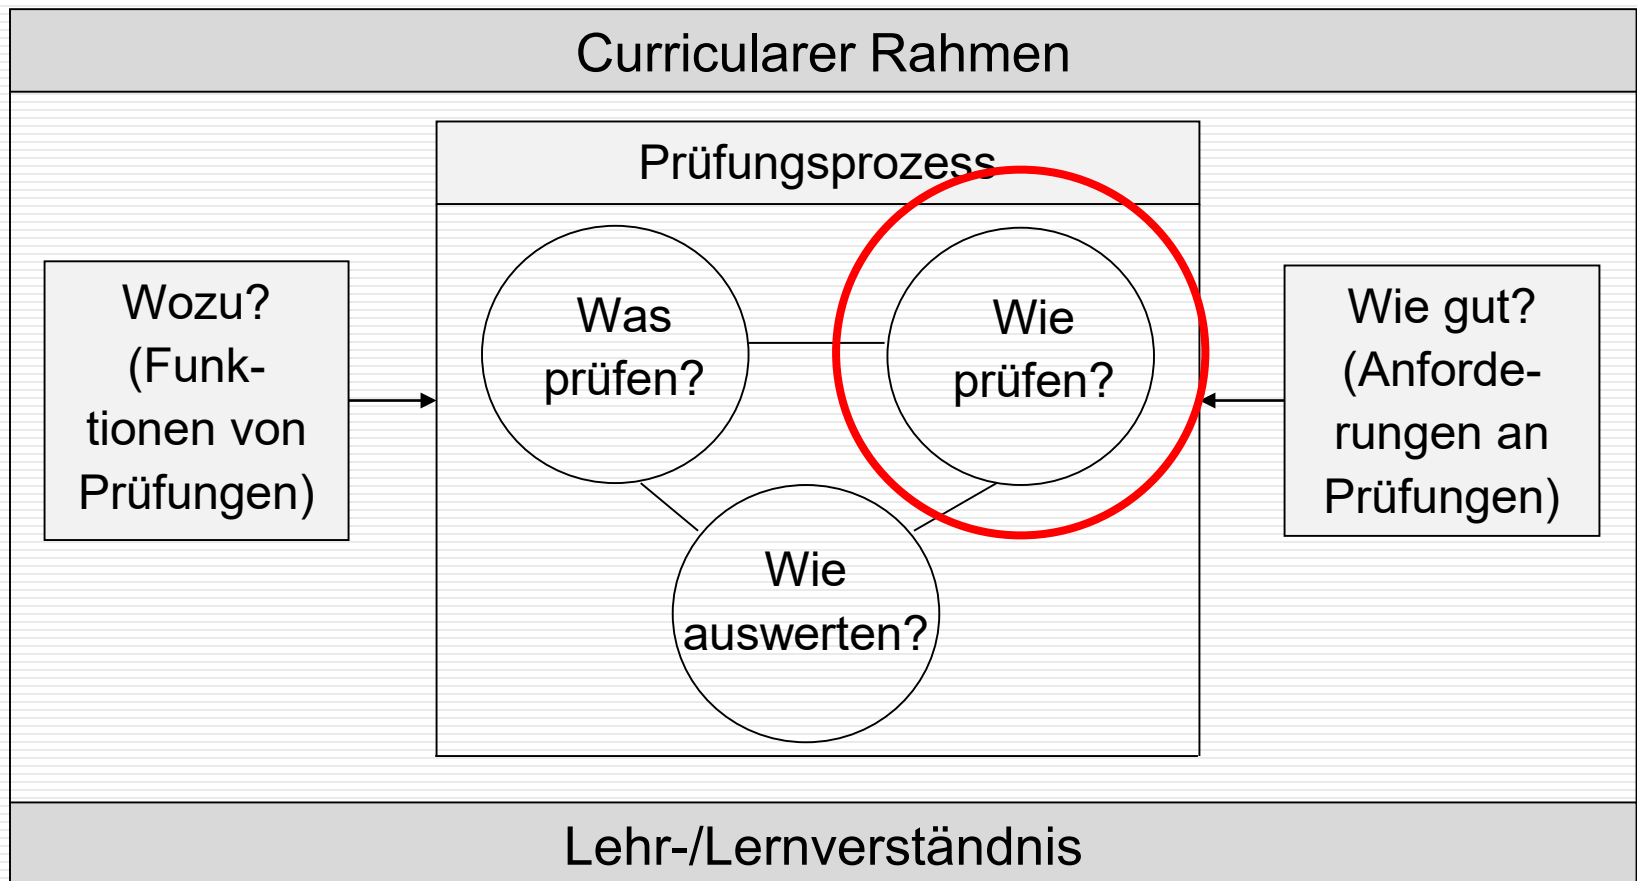 Curricularer Rahmen
Prüfungsprozess
Wozu?
(Funk-
tionen von
Prüfungen)
Was
prüfen?
Wie
prüfen?
Wie
auswerten?
Wie gut?
(Anforde-
rungen an
Prüfungen)
Lehr-/Lernverständnis